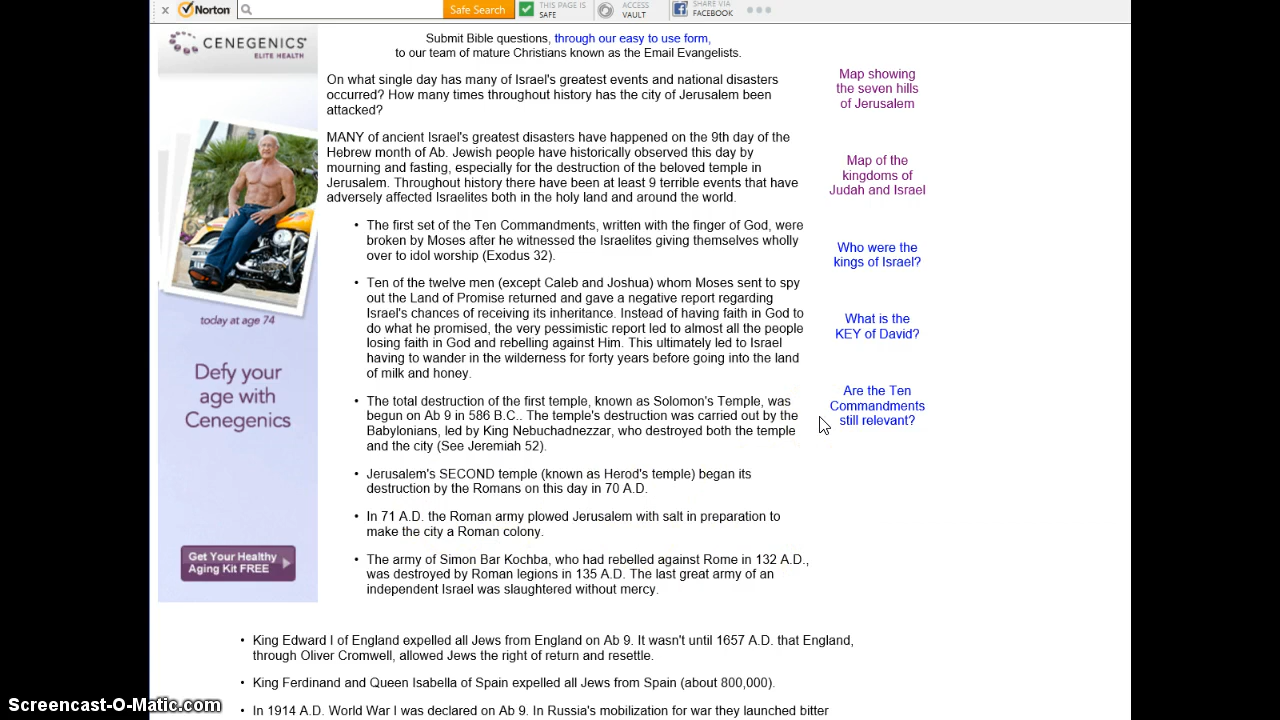 Norton
Safe Search
THIS PAGE IS
SAFE
ACCESS
VAULT
SHARE VIA
FACEBOOK
CENEGENICS®
ELITE HEALTH
today at age 74
Defy your
age with
Cenegenics
Get Your Healthy
Aging Kit FREE
Submit Bible questions, through our easy to use form,
to our team of mature Christians known as the Email Evangelists.
On what single day has many of Israel's greatest events and national disasters
occurred? How many times throughout history has the city of Jerusalem been
attacked?
MANY of ancient Israel's greatest disasters have happened on the 9th day of the
Hebrew month of Ab. Jewish people have historically observed this day by
mourning and fasting, especially for the destruction of the beloved temple in
Jerusalem. Throughout history there have been at least 9 terrible events that have
adversely affected Israelites both in the holy land and around the world.
• The first set of the Ten Commandments, written with the finger of God, were
broken by Moses after he witnessed the Israelites giving themselves wholly
over to idol worship (Exodus 32).
• Ten of the twelve men (except Caleb and Joshua) whom Moses sent to spy
out the Land of Promise returned and gave a negative report regarding
Israel's chances of receiving its inheritance. Instead of having faith in God to
do what he promised, the very pessimistic report led to almost all the people
losing faith in God and rebelling against Him. This ultimately led to Israel
having to wander in the wilderness for forty years before going into the land
of milk and honey.
• The total destruction of the first temple, known as Solomon's Temple, was
begun on Ab 9 in 586 B.C.. The temple's destruction was carried out by the
Babylonians, led by King Nebuchadnezzar, who destroyed both the temple
and the city (See Jeremiah 52).
• Jerusalem's SECOND temple (known as Herod's temple) began its
destruction by the Romans on this day in 70 A.D.
• In 71 A.D. the Roman army plowed Jerusalem with salt in preparation to
make the city a Roman colony.
• The army of Simon Bar Kochba, who had rebelled against Rome in 132 A.D.,
was destroyed by Roman legions in 135 A.D. The last great army of an
independent Israel was slaughtered without mercy.
• King Edward I of England expelled all Jews from England on Ab 9. It wasn't until 1657 A.D. that England,
through Oliver Cromwell, allowed Jews the right of return and resettle.
• King Ferdinand and Queen Isabella of Spain expelled all Jews from Spain (about 800,000).
• In 1914 A.D. World War I was declared on Ab 9. In Russia's mobilization for war they launched bitter
Map showing
the seven hills
of Jerusalem
Map of the
kingdoms of
Judah and Israel
Who were the
kings of Israel?
What is the
KEY of David?
Are the Ten
Commandments
still relevant?
Screencast-O-Matic.com